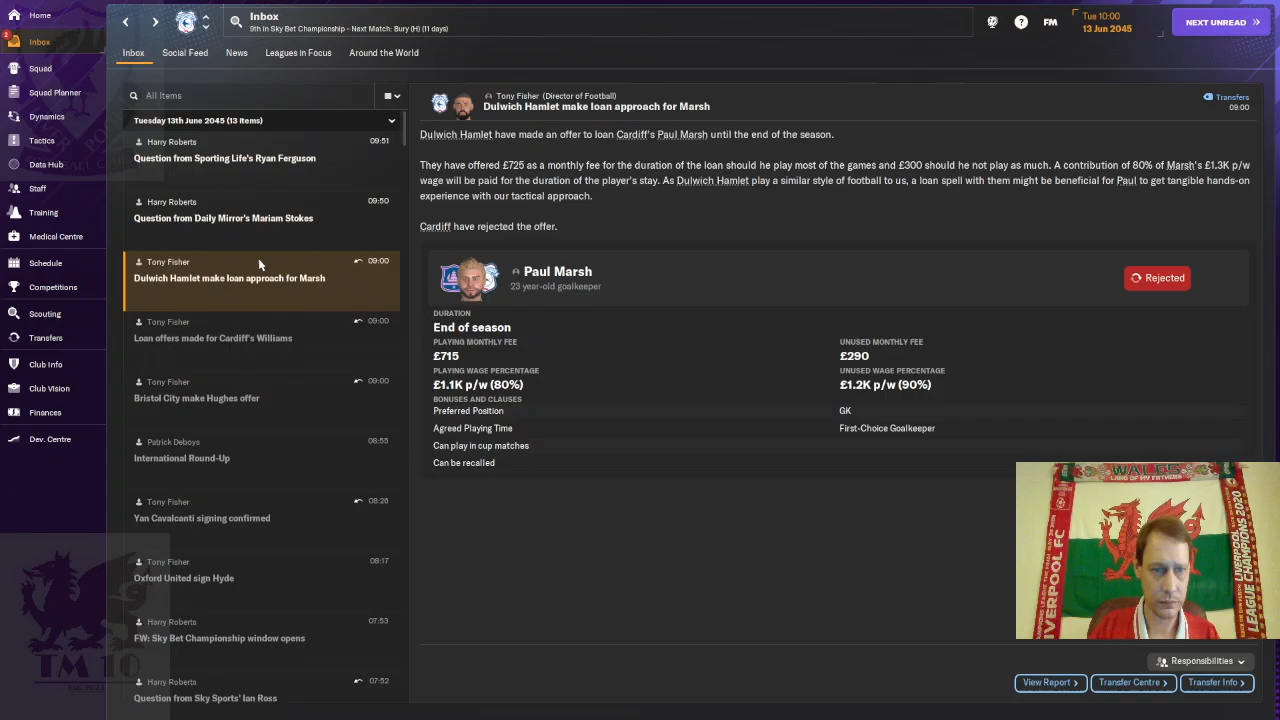 Home
2
Inbox
Squad
Squad Planner
Dynamics
Tactics
Data Hub
Staff
Training
Medical Centre
Schedule
Competitions
Scouting
Transfers
Club Info
Club Vision
Finances
Dev. Centre
TM 10
Inbox
9th in Sky Bet Championship - Next Match: Bury (H) (11 days)
FM
Tue 10:00
13 Jun 2045
NEXT UNREAD
Inbox Social Feed News Leagues in Focus Around the World
All Items
Tuesday 13th June 2045 (13 Items)
Harry Roberts 09:51
Question from Sporting Life's Ryan Ferguson
Harry Roberts 09:50
Question from Daily Mirror's Mariam Stokes
Tony Fisher 09:00
Dulwich Hamlet make loan approach for Marsh
Tony Fisher 09:00
Loan offers made for Cardiff's Williams
Tony Fisher 09:00
Bristol City make Hughes offer
Patrick Deboys 08:55
International Round-Up
Tony Fisher 08:26
Yan Cavalcanti signing confirmed
Tony Fisher 08:17
Oxford United sign Hyde
Harry Roberts 07:53
FW: Sky Bet Championship window opens
Harry Roberts 07:52
Question from Sky Sports' Ian Ross
Tony Fisher (Director of Football)
Dulwich Hamlet make loan approach for Marsh
Transfers
09:00
Dulwich Hamlet have made an offer to loan Cardiff's Paul Marsh until the end of the season.
They have offered £725 as a monthly fee for the duration of the loan should he play most of the games and £300 should he not play as much. A contribution of 80% of Marsh's £1.3K p/w
wage will be paid for the duration of the player's stay. As Dulwich Hamlet play a similar style of football to us, a loan spell with them might be beneficial for Paul to get tangible hands-on
experience with our tactical approach.
Cardiff have rejected the offer.
Paul Marsh
23 year-old goalkeeper
Rejected
DURATION
End of season
PLAYING MONTHLY FEE UNUSED MONTHLY FEE
£715 £290
PLAYING WAGE PERCENTAGE UNUSED WAGE PERCENTAGE
£1.1K p/w (80%) £1.2K p/w (90%)
BONUSES AND CLAUSES
Preferred Position GK
Agreed Playing Time First-Choice Goalkeeper
Can play in cup matches
Can be recalled
WALES
LAND OF MY FATHERS
LIVERPOOL FC
LIVERPOOL
LEAGUE CHAMPIONS 2020
Responsibilities
View Report Transfer Centre Transfer Info